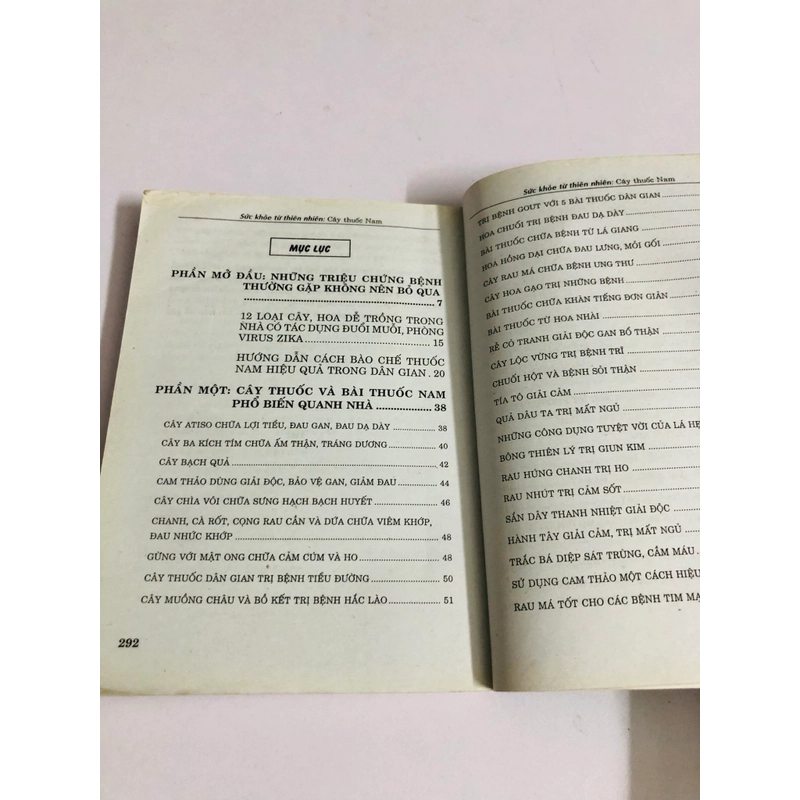 Sức khỏe từ thiên nhiên: Cây thuốc Nam
MỤC LỤC
PHẦN MỞ ĐẦU: NHỮNG TRIỆU CHỨNG BỆNH
THƯỜNG GẶP KHÔNG NÊN BỎ QUA
........................................................ 7
12 LOẠI CÂY, HOA DỄ TRỒNG TRONG
NHÀ CÓ TÁC DỤNG ĐUỔI MUỖI, PHÒNG
VIRUS ZIKA ................................ 15
HƯỚNG DẪN CÁCH BÀO CHẾ THUỐC
NAM HIỆU QUẢ TRONG DÂN GIAN . 20
PHẦN MỘT: CÂY THUỐC VÀ BÀI THUỐC NAM
PHỔ BIẾN QUANH NHÀ ................. 38
CÂY ATISO CHỮA LỢI TIỂU, ĐAU GAN, ĐAU DẠ DÀY ........ 38
CÂY BA KÍCH TÍM CHỮA ẤM THẬN, TRÁNG DƯƠNG ........... 40
CÂY BẠCH QUẢ ........................................................ 42
CAM THẢO DÙNG GIẢI ĐỘC, BẢO VỆ GAN, GIẢM ĐAU ........ 44
CÂY CHÌA VÔI CHỮA SƯNG HẠCH BẠCH HUYẾT .............. 46
CHANH, CÀ RỐT, CỌNG RAU CẦN VÀ DỨA CHỮA VIÊM KHỚP,
ĐAU NHỨC KHỚP .................................................... 48
GỪNG VỚI MẬT ONG CHỮA CẢM CÚM VÀ HO ................. 48
CÂY THUỐC DÂN GIAN TRỊ BỆNH TIỂU ĐƯỜNG .............. 50
CÂY MUỒNG CHÂU VÀ BỒ KẾT TRỊ BỆNH HẮC LÀO ........... 51
292
Sức khỏe từ thiên nhiên: Cây thuốc Nam
TRỊ BỆNH GOUT VỚI 5 BÀI THUỐC DÂN GIAN
HOA CHUỐI TRỊ BỆNH ĐAU DẠ DÀY
BÀI THUỐC CHỮA BỆNH TỪ LÁ GIANG
HOA HỒNG DẠI CHỮA ĐAU LƯNG, MỎI GỐI
CÂY RAU MÁ CHỮA BỆNH UNG THƯ
CÂY HOA GẠO TRỊ NHỮNG BỆNH
BÀI THUỐC CHỮA KHÀN TIẾNG ĐƠN GIẢN
BÀI THUỐC TỪ HOA NHÀI
RỄ CỎ TRANH GIẢI ĐỘC GAN BỔ THẬN
CÂY LỘC VỪNG TRỊ BỆNH TRĨ
CHUỐI HỘT VÀ BỆNH SỎI THẬN
TÍA TÔ GIẢI CẢM
QUẢ DÂU TA TRỊ MẤT NGỦ
NHỮNG CÔNG DỤNG TUYỆT VỜI CỦA LÁ HẸ
BÔNG THIÊN LÝ TRỊ GIUN KIM
RAU HÚNG CHANH TRỊ HO
RAU NHÚT TRỊ CẢM SỐT
SẮN DÂY THANH NHIỆT GIẢI ĐỘC
HÀNH TÂY GIẢI CẢM, TRỊ MẤT NGỦ
TRẮC BÁ DIỆP SÁT TRÙNG, CẦM MÁU
SỬ DỤNG CAM THẢO MỘT CÁCH HIỆU
RAU MÁ TỐT CHO CÁC BỆNH TIM MẠ